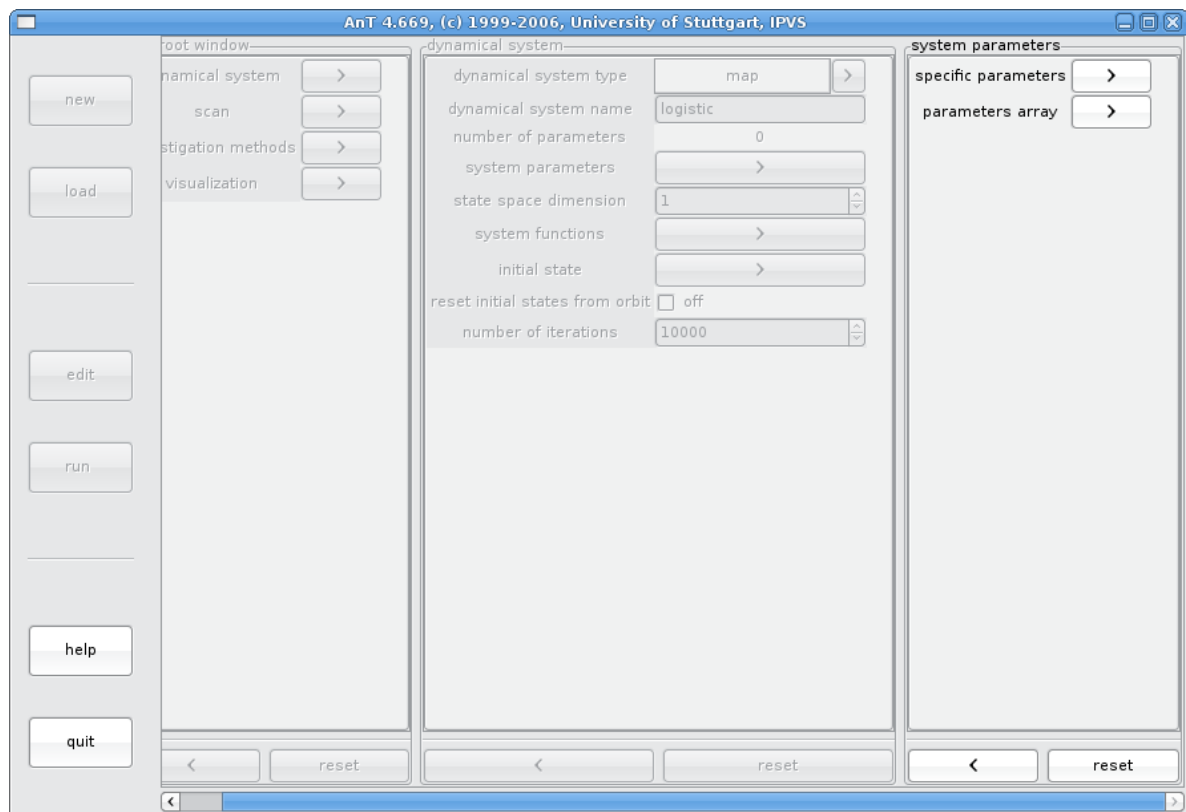 AnT 4.669, (c) 1999-2006, University of Stuttgart, IPVS
new
load
edit
run
help
quit
root window
namical system >
scan >
stigation methods >
visualization >
< reset
dynamical system
dynamical system type map >
dynamical system name logistic
number of parameters 0
system parameters >
state space dimension 1
system functions >
initial state >
reset initial states from orbit off
number of iterations 10000
< reset
system parameters
specific parameters >
parameters array >
< reset